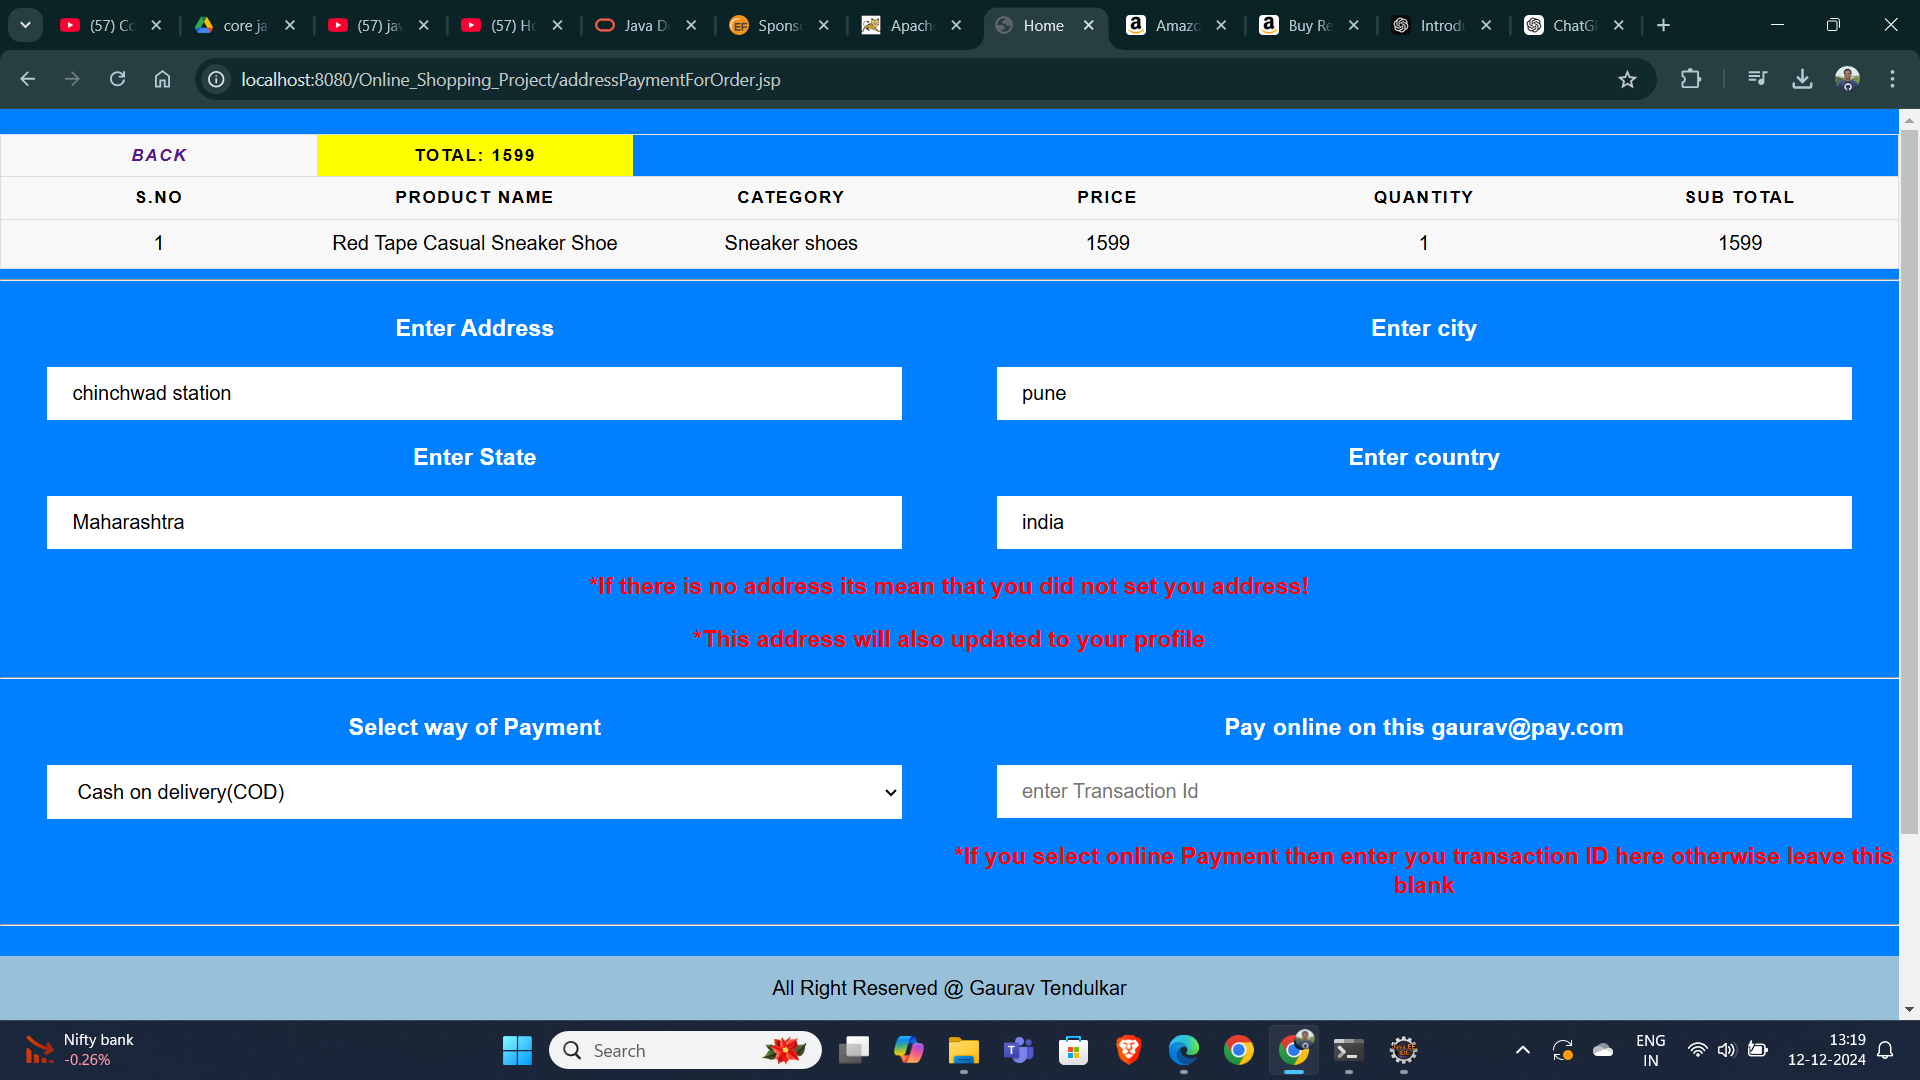 (57) Co
core ja
(57) jav
(57) Ho
Java D
Spons
Apach
Home
Amazo
Buy Re
Introdu
ChatG
localhost:8080/Online_Shopping_Project/addressPaymentForOrder.jsp
BACK TOTAL: 1599
S.NO PRODUCT NAME CATEGORY PRICE QUANTITY SUB TOTAL
1 Red Tape Casual Sneaker Shoe Sneaker shoes 1599 1 1599
Enter Address Enter city
chinchwad station pune
Enter State Enter country
Maharashtra india
*If there is no address its mean that you did not set you address!
*This address will also updated to your profile
Select way of Payment Pay online on this gaurav@pay.com
Cash on delivery(COD) enter Transaction Id
*If you select online Payment then enter you transaction ID here otherwise leave this
blank
All Right Reserved @ Gaurav Tendulkar
Nifty bank
-0.26%
Search
ENG
IN
13:19
12-12-2024